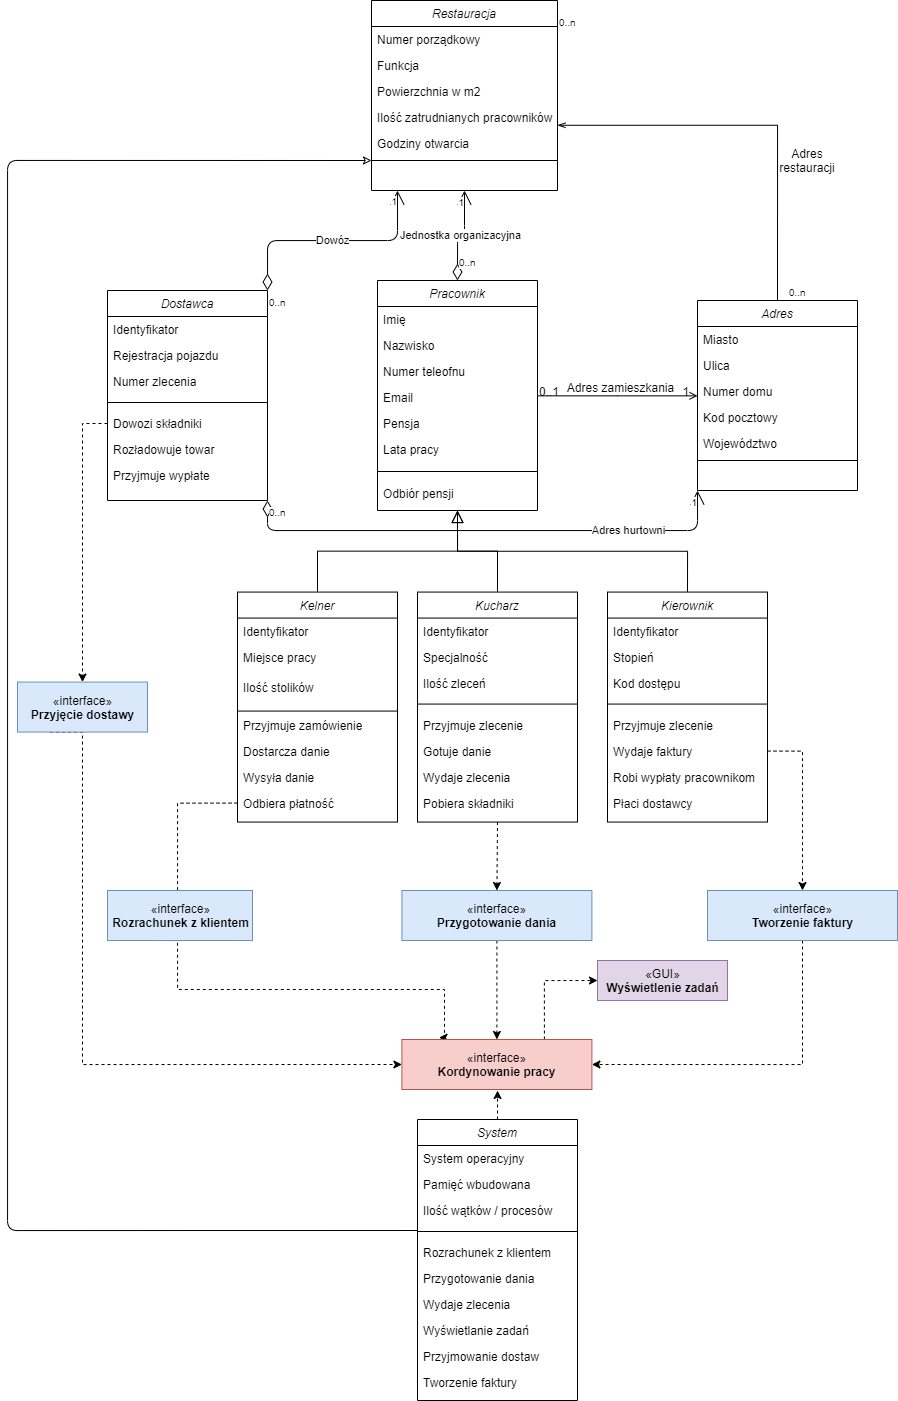 Restauracja
0..n
Numer porządkowy
Funkcja
Powierzchnia w m2
Ilość zatrudnianych pracowników
Godziny otwarcia
Adres
restauracji
.1
.1
Dowóz
Jednostka organizacyjna
0..n
0..n
0..n
Dostawca
Identyfikator
Rejestracja pojazdu
Numer zlecenia
Dowozi składniki
Rozładowuje towar
Przyjmuje wypłate
0..n
Pracownik
Imię
Nazwisko
Numer teleofnu
Email
Pensja
Lata pracy
Odbiór pensji
0..1
Adres zamieszkania
1
Adres
Miasto
Ulica
Numer domu
Kod pocztowy
Województwo
.1
Adres hurtowni
Kelner
Identyfikator
Miejsce pracy
Ilość stolików
Przyjmuje zamówienie
Dostarcza danie
Wysyła danie
Odbiera płatność
Kucharz
Identyfikator
Specjalność
Ilość zleceń
Przyjmuje zlecenie
Gotuje danie
Wydaje zlecenia
Pobiera składniki
Kierownik
Identyfikator
Stopień
Kod dostępu
Przyjmuje zlecenie
Wydaje faktury
Robi wypłaty pracownikom
Płaci dostawcy
«interface»
Przyjęcie dostawy
«interface»
Rozrachunek z klientem
«interface»
Przygotowanie dania
«interface»
Tworzenie faktury
«GUI»
Wyświetlenie zadań
«interface»
Kordynowanie pracy
System
System operacyjny
Pamięć wbudowana
Ilość wątków / procesów
Rozrachunek z klientem
Przygotowanie dania
Wydaje zlecenia
Wyświetlanie zadań
Przyjmowanie dostaw
Tworzenie faktury